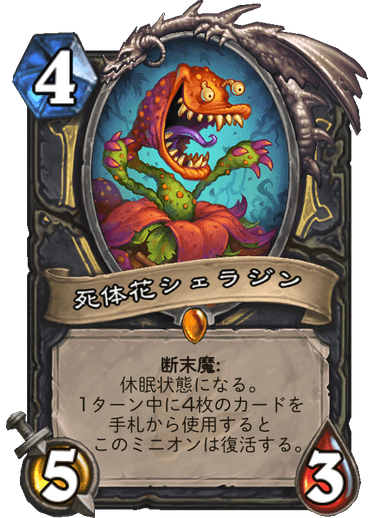 4
死体花シェラジン
断末魔:
休眠状態になる。
1ターン中に4枚のカードを
手札から使用すると
このミニオンは復活する。
5
3